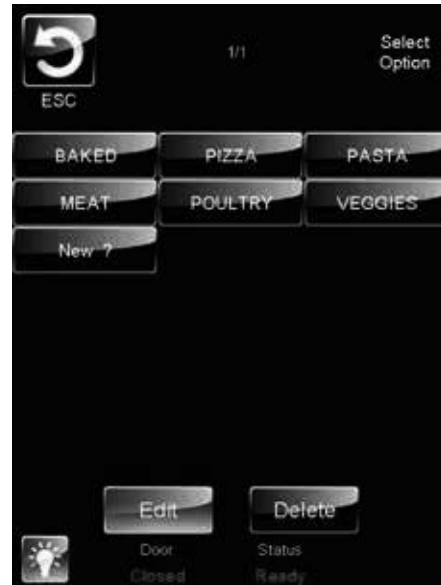 1/1
Select
Option
ESC
BAKED PIZZA PASTA
MEAT POULTRY VEGGIES
New ?
Edit Delete
Door Status
Closed Ready